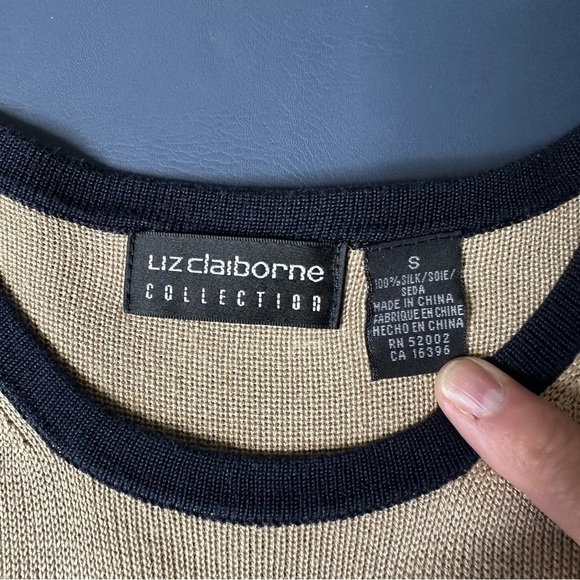 liz claiborne
COLLECTION
S
100% SILK/SOIE/
SEDA
MADE IN CHINA
FABRIQUE EN CHINE
HECHO EN CHINA
RN 52002
CA 16396